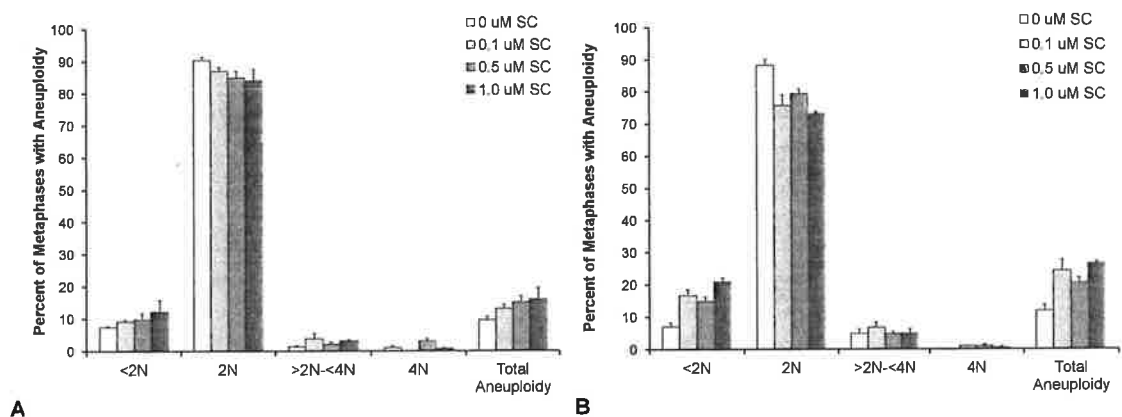 Percent of Metaphases with Aneuploidy
100
90
80
70
60
50
40
30
20
10
0
<2N
2N
>2N-<4N
4N
Total
Aneuploidy
0 uM SC
0.1 uM SC
0.5 uM SC
1.0 uM SC
A
Percent of Metaphases with Aneuploidy
100
90
80
70
60
50
40
30
20
10
0
<2N
2N
>2N-<4N
4N
Total
Aneuploidy
0 uM SC
0.1 uM SC
0.5 uM SC
1.0 uM SC
B